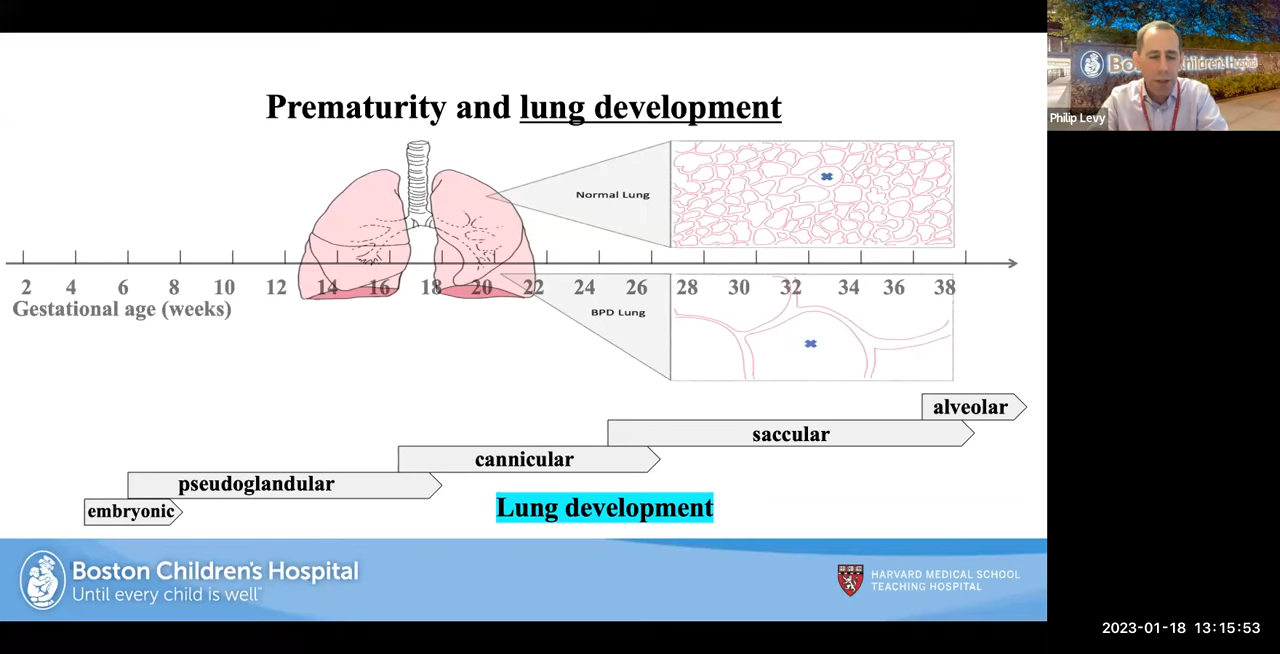 Prematurity and lung development
Normal Lung
2 4 6 8 10 12 14 16 18 20 22 24 26 28 30 32 34 36 38
Gestational age (weeks)
BPD Lung
alveolar
saccular
cannicular
pseudoglandular
embryonic
Lung development
Boston Children's Hospital
Until every child is well™
HARVARD MEDICAL SCHOOL
TEACHING HOSPITAL
Philip Levy
2023-01-18 13:15:53